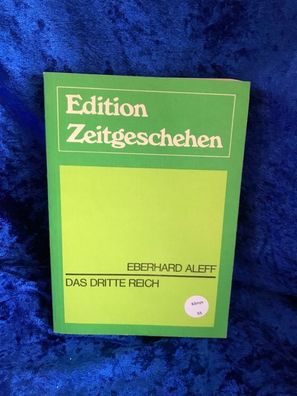 Edition
Zeitgeschehen
EBERHARD ALEFF
DAS DRITTE REICH